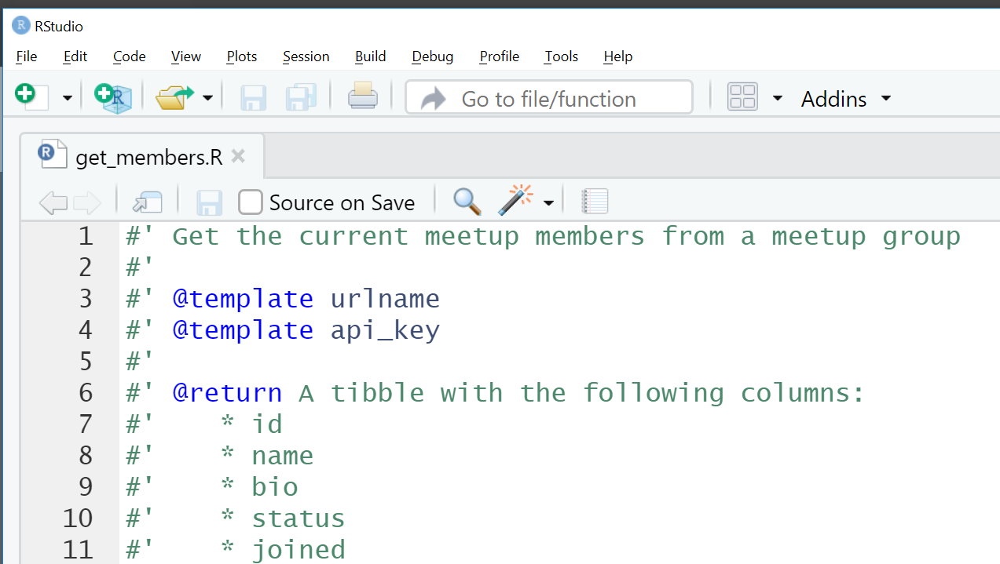 RStudio
File Edit Code View Plots Session Build Debug Profile Tools Help
R Go to file/function Addins
R get_members.R
Source on Save
1 #' Get the current meetup members from a meetup group
2 #'
3 #' @template urlname
4 #' @template api_key
5 #'
6 #' @return A tibble with the following columns:
7 #'    * id
8 #'    * name
9 #'    * bio
10 #'    * status
11 #'    * joined